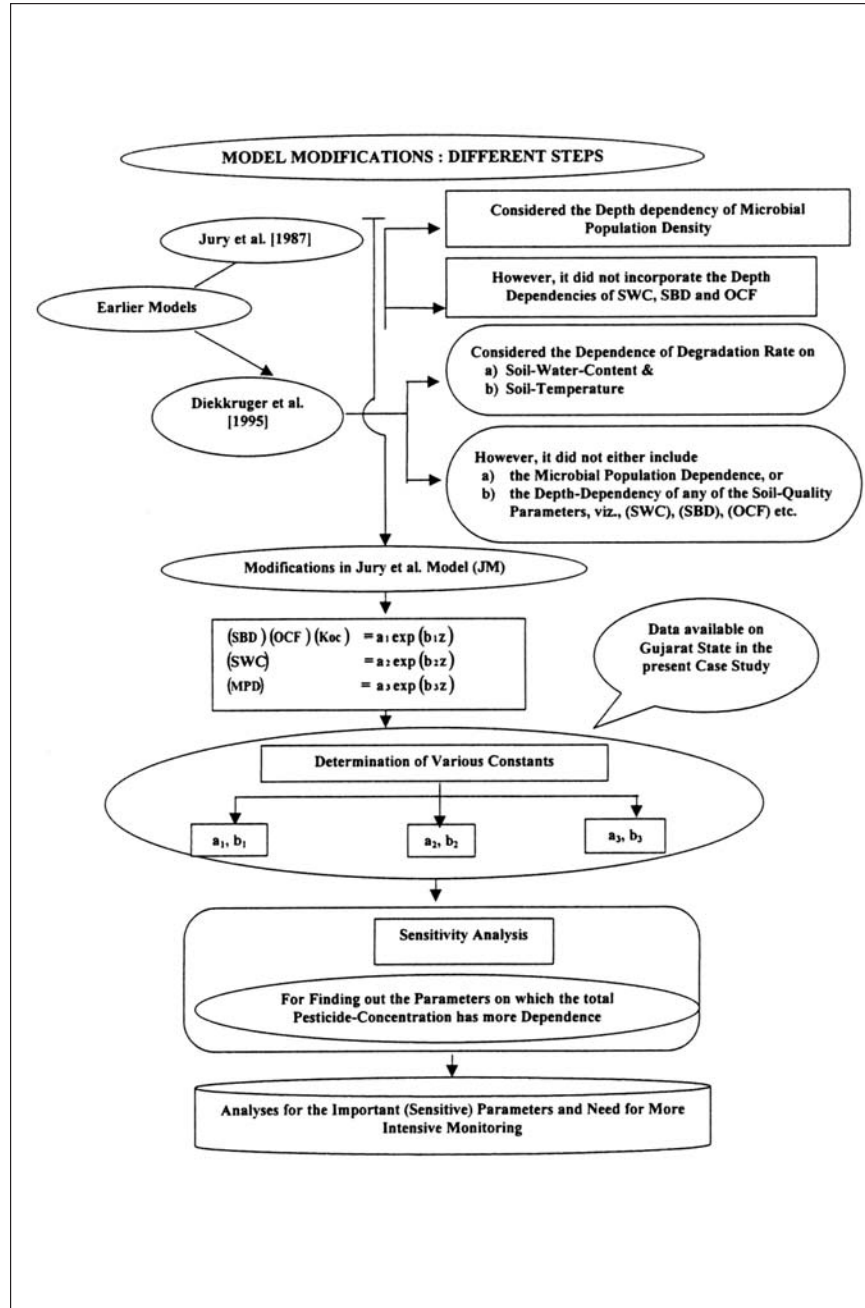 MODEL MODIFICATIONS : DIFFERENT STEPS
Jury et al. [1987]
Considered the Depth dependency of Microbial
Population Density
However, it did not incorporate the Depth
Dependencies of SWC, SBD and OCF
Earlier Models
Diekkruger et al.
[1995]
Considered the Dependence of Degradation Rate on
a) Soil-Water-Content &
b) Soil-Temperature
However, it did not either include
a) the Microbial Population Dependence, or
b) the Depth-Dependency of any of the Soil-Quality
Parameters, viz., (SWC), (SBD), (OCF) etc.
Modifications in Jury et al. Model (JM)
(SBD)(OCF)(Koc) = a₁ exp(b₁z)
(SWC) = a₂ exp(b₂z)
(MPD) = a₃ exp(b₃z)
Data available on
Gujarat State in the
present Case Study
Determination of Various Constants
a₁, b₁
a₂, b₂
a₃, b₃
Sensitivity Analysis
For Finding out the Parameters on which the total
Pesticide-Concentration has more Dependence
Analyses for the Important (Sensitive) Parameters and Need for More
Intensive Monitoring